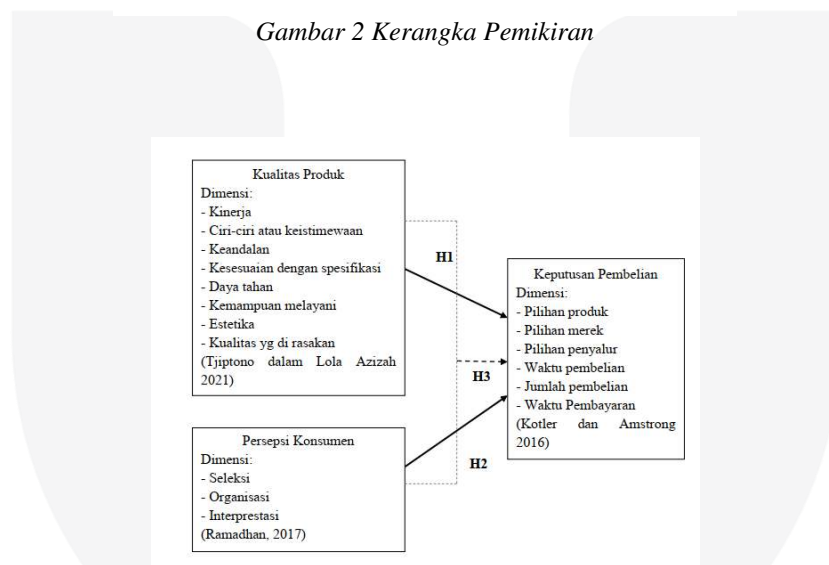 Gambar 2 Kerangka Pemikiran
Kualitas Produk
Dimensi:
- Kinerja
- Ciri-ciri atau keistimewaan
- Keandalan
- Kesesuaian dengan spesifikasi
- Daya tahan
- Kemampuan melayani
- Estetika
- Kualitas yg di rasakan
(Tjiptono dalam Lola Azizah
2021)
H1
Keputusan Pembelian
Dimensi:
- Pilihan produk
- Pilihan merek
- Pilihan penyalur
- Waktu pembelian
- Jumlah pembelian
- Waktu Pembayaran
(Kotler dan Amstrong
2016)
H3
Persepsi Konsumen
Dimensi:
- Seleksi
- Organisasi
- Interprestasi
(Ramadhan, 2017)
H2